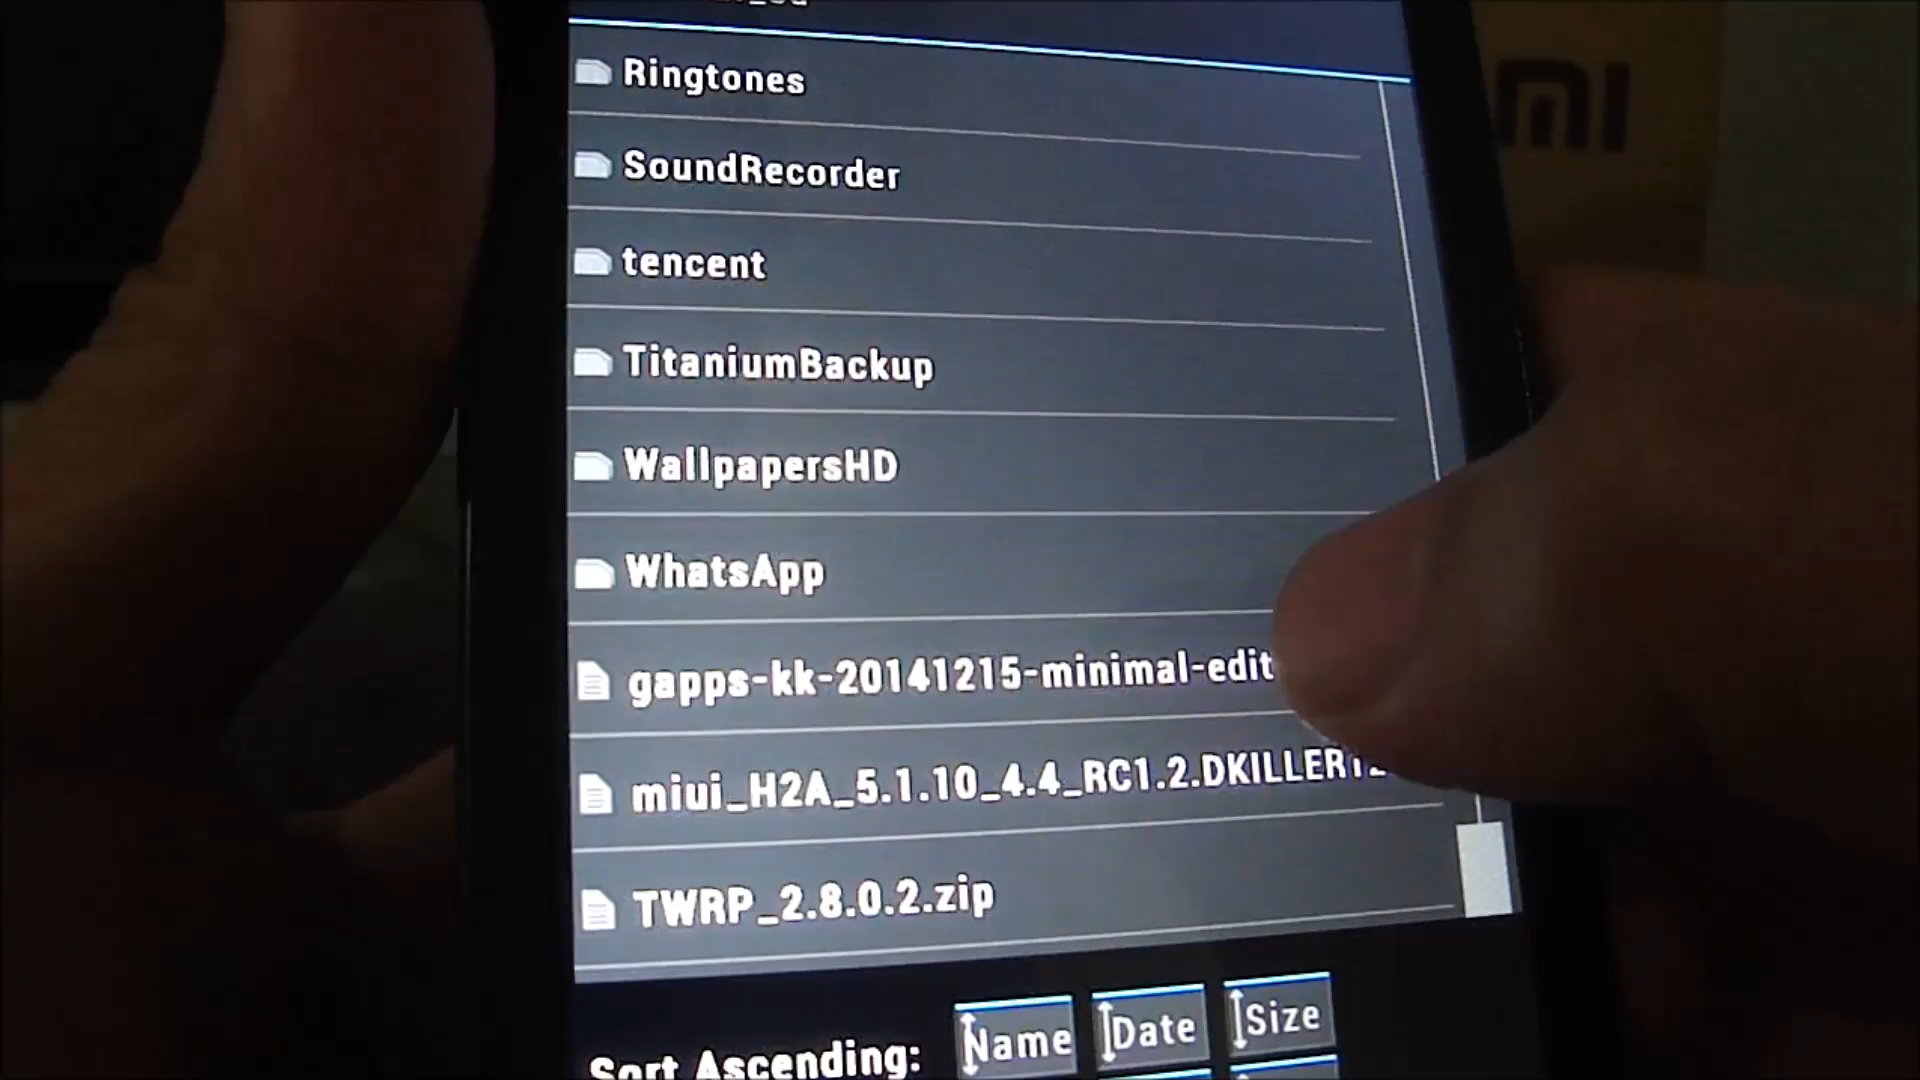 Ringtones
SoundRecorder
tencent
TitaniumBackup
WallpapersHD
WhatsApp
gapps-kk-20141215-minimal-edit
miui_H2A_5.1.10_4.4_RC1.2.DKILLER
TWRP_2.8.0.2.zip
Sort Ascending: Name Date Size
MI